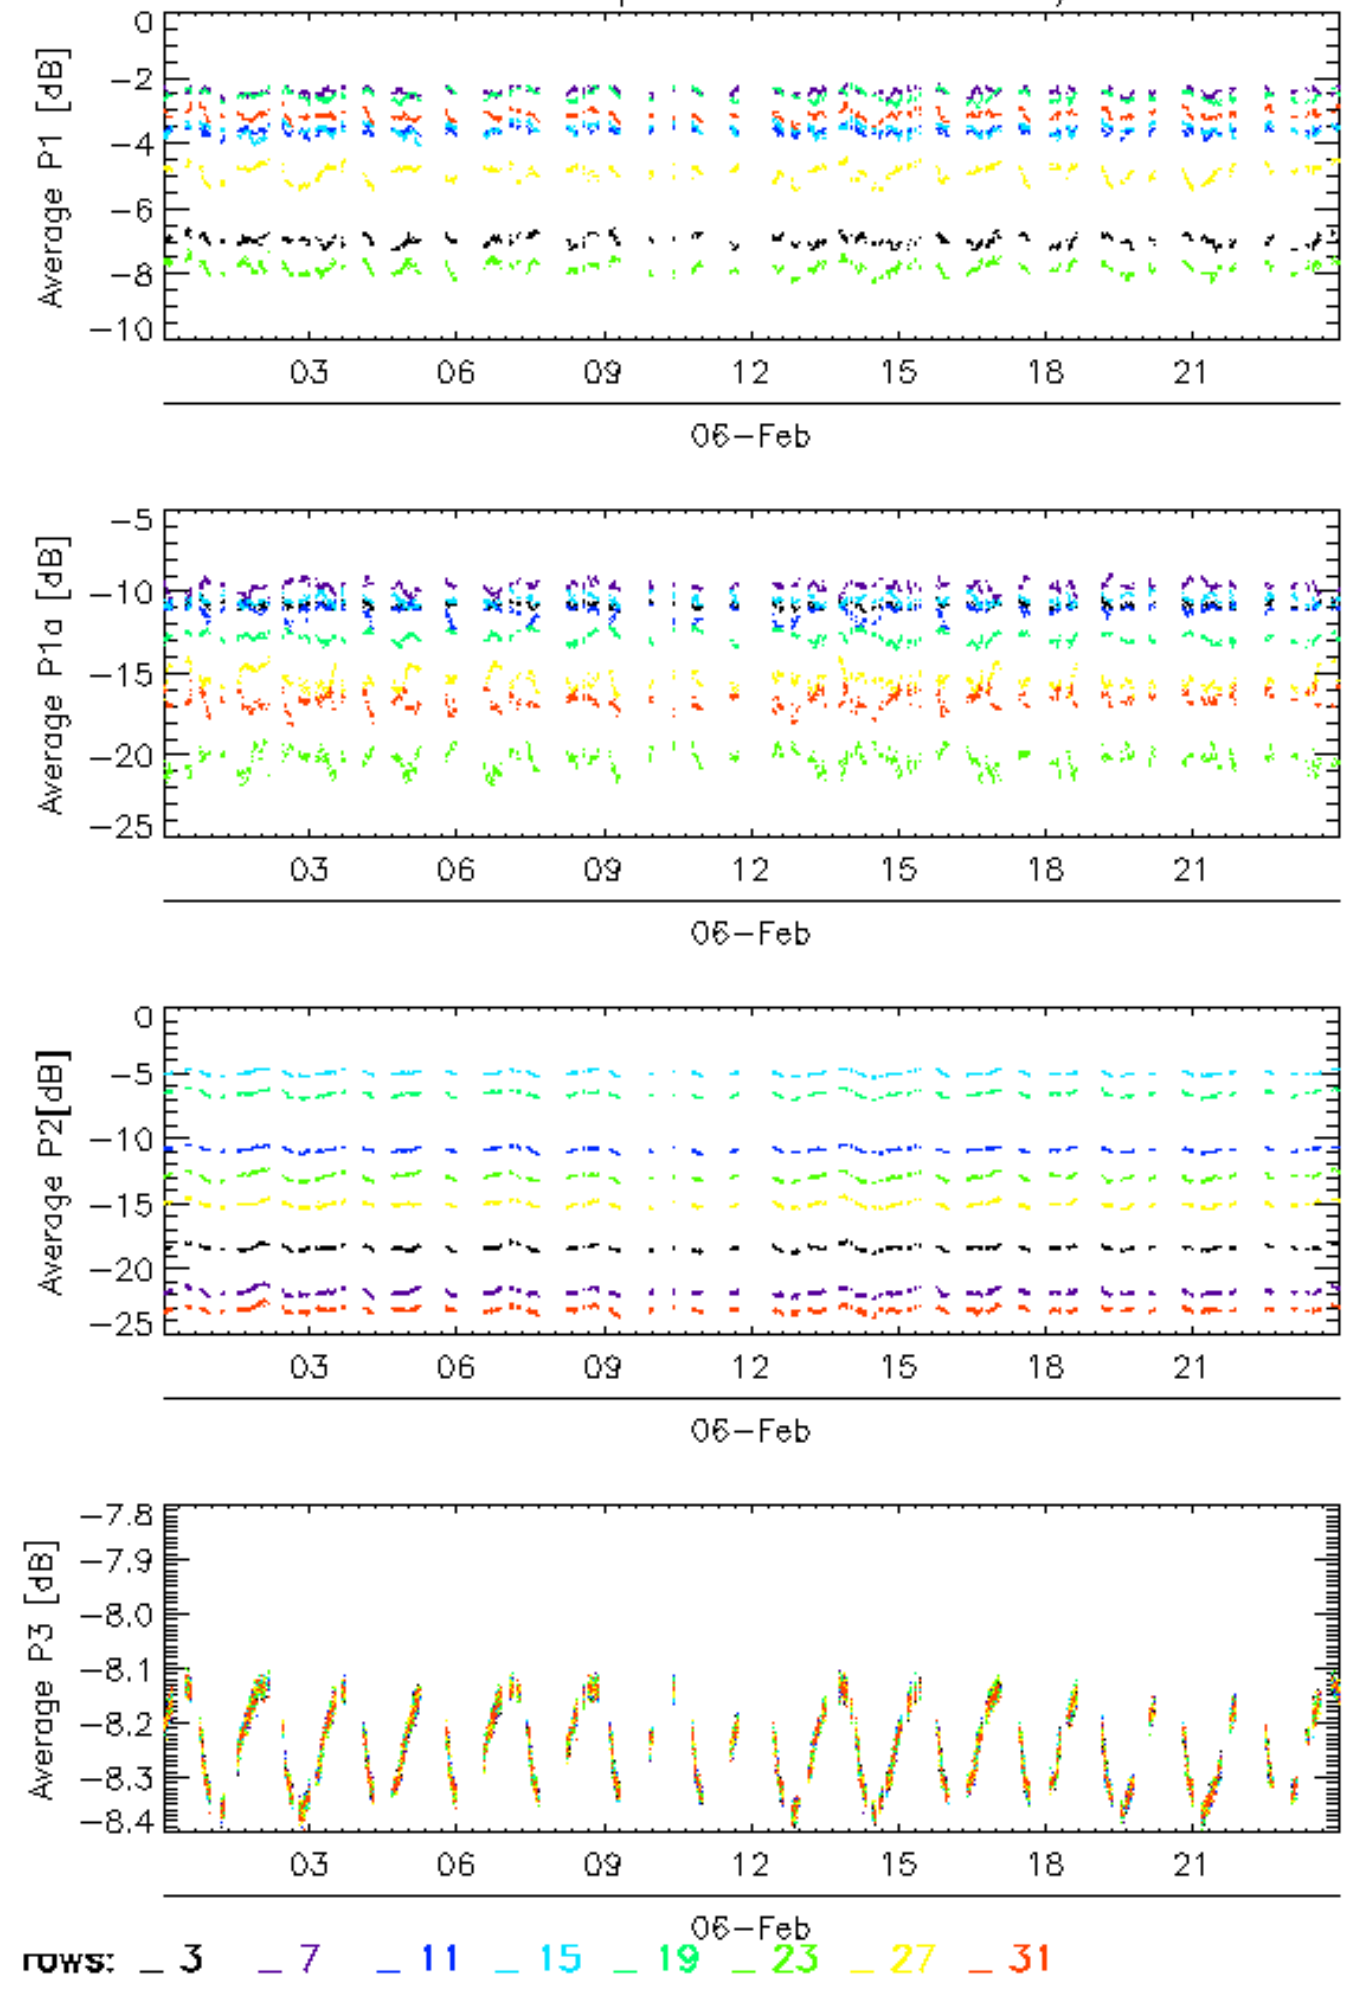 0
−2
−4
−6
−8
−10
Average P1 [dB]
03 06 09 12 15 18 21
06−Feb
−5
−10
−15
−20
−25
Average P1a [dB]
03 06 09 12 15 18 21
06−Feb
0
−5
−10
−15
−20
−25
Average P2[dB]
03 06 09 12 15 18 21
06−Feb
−7.8
−7.9
−8.0
−8.1
−8.2
−8.3
−8.4
Average P3 [dB]
03 06 09 12 15 18 21
06−Feb
rows: _ 3 _ 7 _ 11 _ 15 _ 19 _ 23 _ 27 _ 31